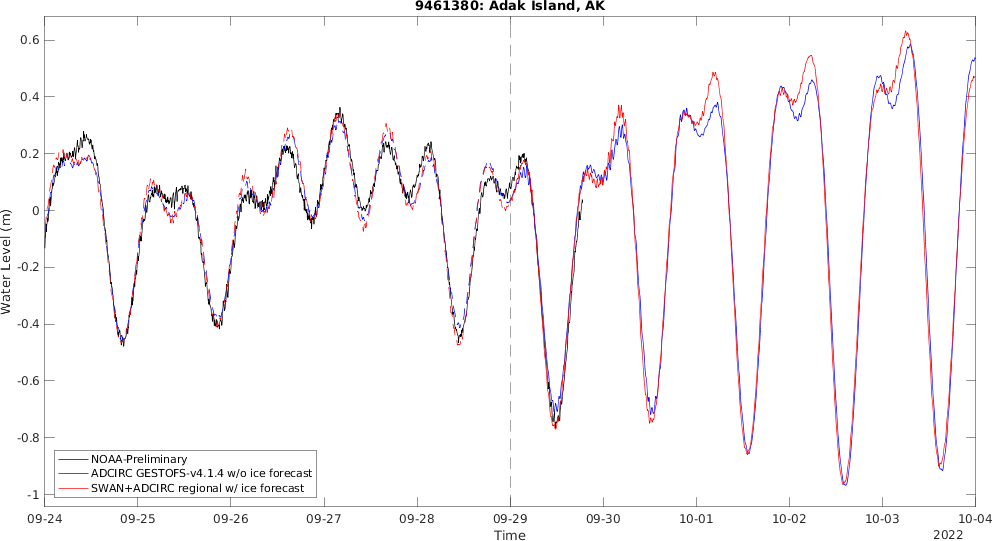 9461380: Adak Island, AK
Water Level (m)
0.6
0.4
0.2
0
-0.2
-0.4
-0.6
-0.8
-1
NOAA-Preliminary
ADCIRC GESTOFS-v4.1.4 w/o ice forecast
SWAN+ADCIRC regional w/ ice forecast
09-24 09-25 09-26 09-27 09-28 09-29 09-30 10-01 10-02 10-03 10-04
Time
2022